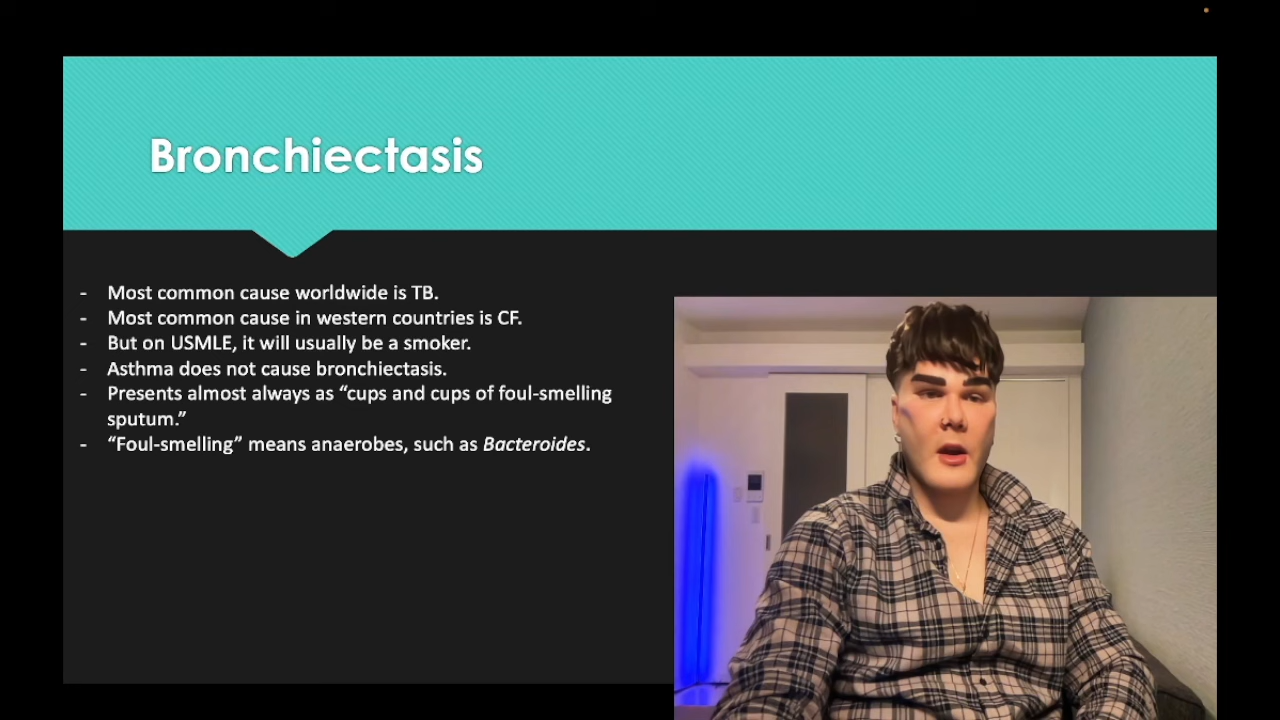 Bronchiectasis
- Most common cause worldwide is TB.
- Most common cause in western countries is CF.
- But on USMLE, it will usually be a smoker.
- Asthma does not cause bronchiectasis.
- Presents almost always as “cups and cups of foul-smelling
sputum.”
- “Foul-smelling” means anaerobes, such as Bacteroides.